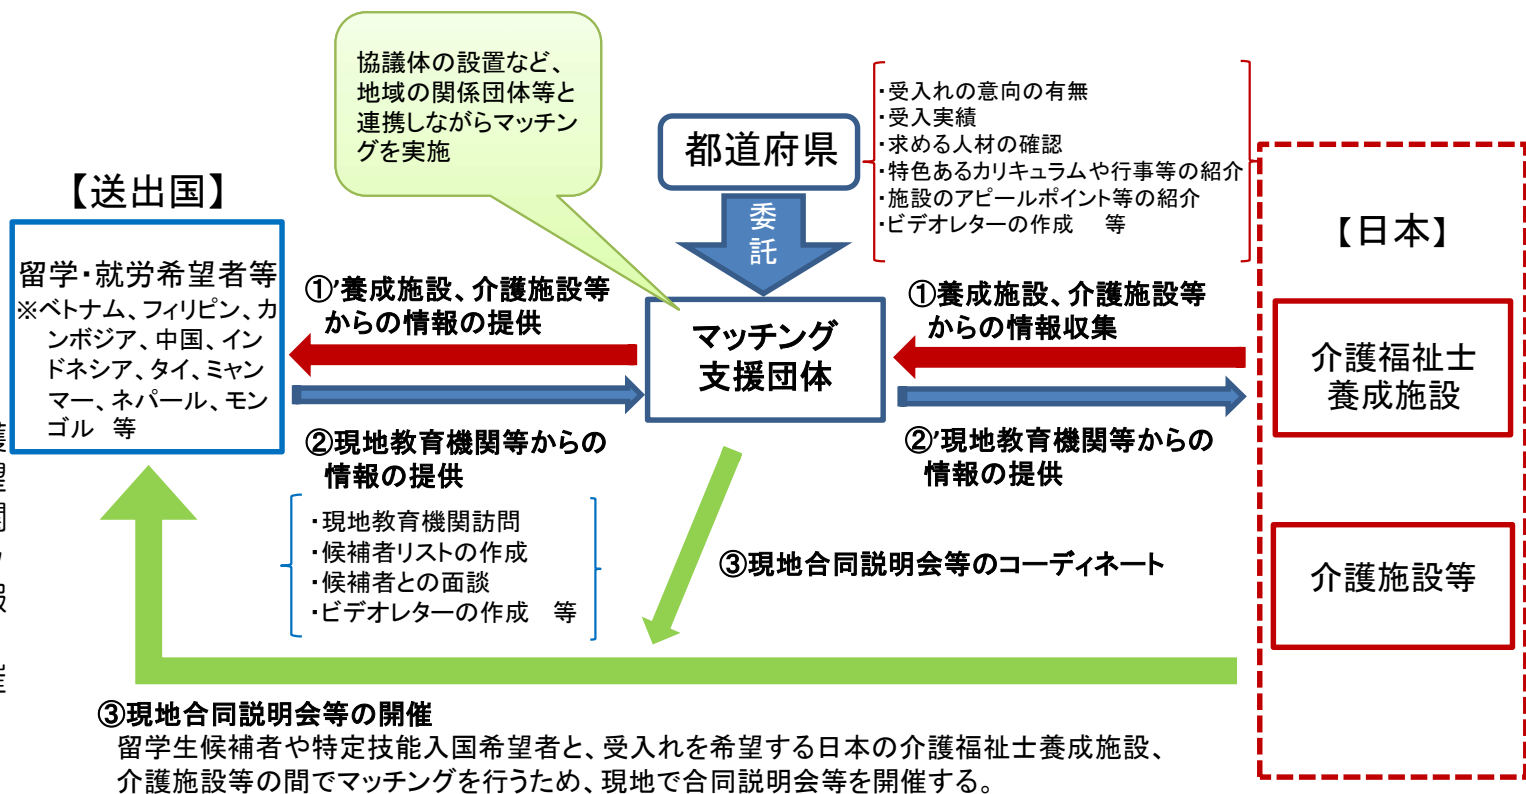 協議体の設置など、
地域の関係団体等と
連携しながらマッチン
グを実施
都道府県
委
託
・受入れの意向の有無
・受入実績
・求める人材の確認
・特色あるカリキュラムや行事等の紹介
・施設のアピールポイント等の紹介
・ビデオレターの作成　等
【送出国】
留学・就労希望者等
※ベトナム、フィリピン、カ
ンボジア、中国、イン
ドネシア、タイ、ミャン
マー、ネパール、モン
ゴル　等
①’養成施設、介護施設等
からの情報の提供
マッチング
支援団体
①養成施設、介護施設等
からの情報収集
【日本】
介護福祉士
養成施設
介護施設等
②現地教育機関等からの
情報の提供
・現地教育機関訪問
・候補者リストの作成
・候補者との面談
・ビデオレターの作成　等
②’現地教育機関等からの
情報の提供
③現地合同説明会等のコーディネート
③現地合同説明会等の開催
留学生候補者や特定技能入国希望者と、受入れを希望する日本の介護福祉士養成施設、
介護施設等の間でマッチングを行うため、現地で合同説明会等を開催する。